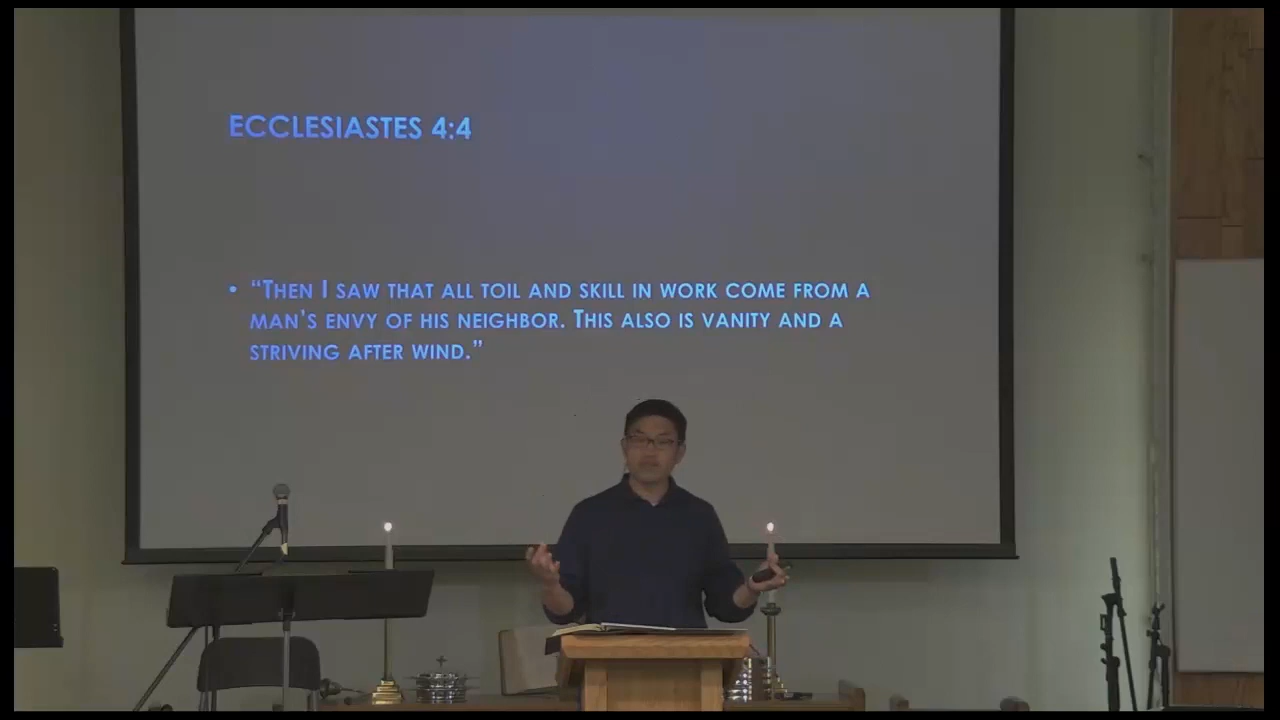 ECCLESIASTES 4:4
• “THEN I SAW THAT ALL TOIL AND SKILL IN WORK COME FROM A
MAN’S ENVY OF HIS NEIGHBOR. THIS ALSO IS VANITY AND A
STRIVING AFTER WIND.”